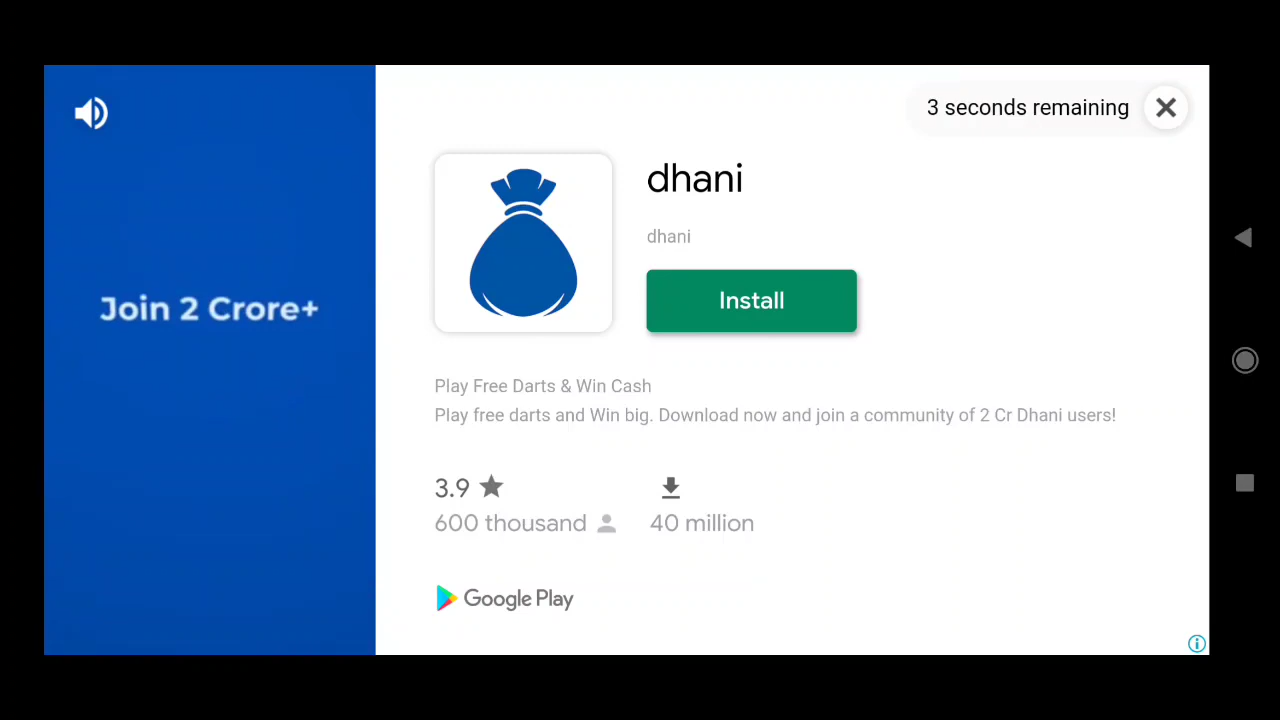 Join 2 Crore+
3 seconds remaining
dhani
dhani
Install
Play Free Darts & Win Cash
Play free darts and Win big. Download now and join a community of 2 Cr Dhani users!
3.9
600 thousand
40 million
Google Play